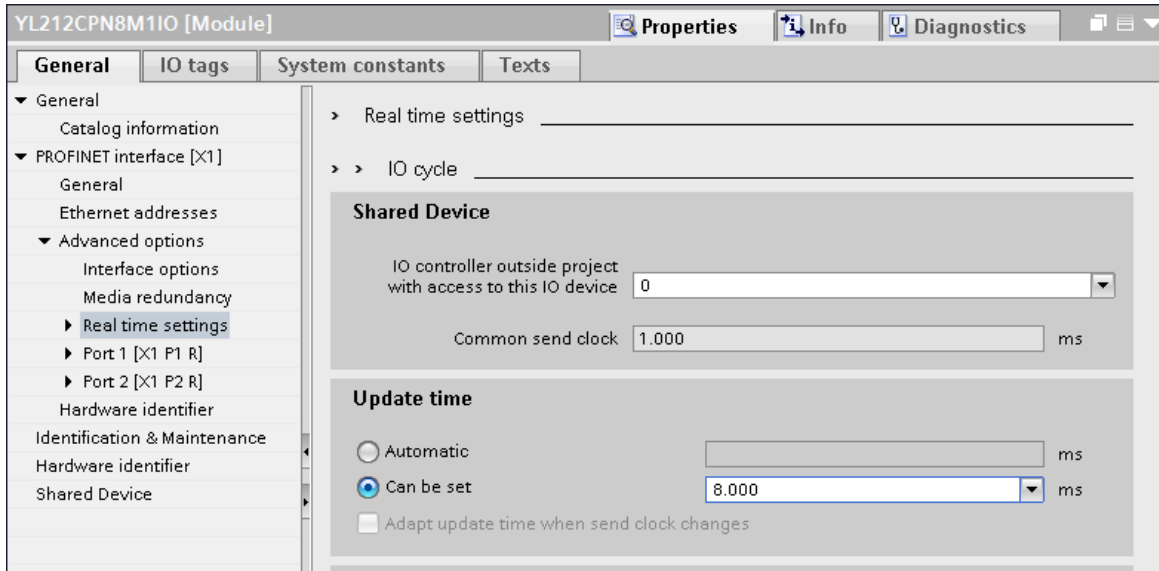 YL212CPN8M1IO [Module]
Properties
Info
Diagnostics
General
IO tags
System constants
Texts
General
Catalog information
PROFINET interface [X1]
General
Ethernet addresses
Advanced options
Interface options
Media redundancy
Real time settings
Port 1 [X1 P1 R]
Port 2 [X1 P2 R]
Hardware identifier
Identification & Maintenance
Hardware identifier
Shared Device
Real time settings
IO cycle
Shared Device
IO controller outside project
with access to this IO device
0
Common send clock
1.000
ms
Update time
Automatic
ms
Can be set
8.000
ms
Adapt update time when send clock changes